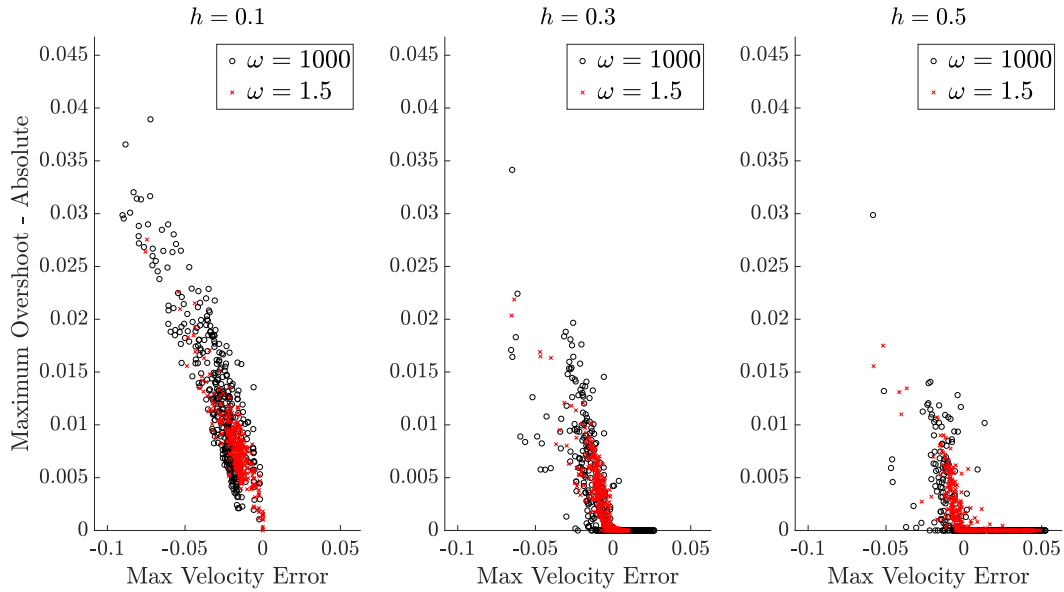 h = 0.1
h = 0.3
h = 0.5
ω = 1000
ω = 1.5
ω = 1000
ω = 1.5
ω = 1000
ω = 1.5
Maximum Overshoot - Absolute
0.045
0.04
0.035
0.03
0.025
0.02
0.015
0.01
0.005
0
0.045
0.04
0.035
0.03
0.025
0.02
0.015
0.01
0.005
0
0.045
0.04
0.035
0.03
0.025
0.02
0.015
0.01
0.005
0
-0.1 -0.05 0 0.05
-0.1 -0.05 0 0.05
-0.1 -0.05 0 0.05
Max Velocity Error
Max Velocity Error
Max Velocity Error